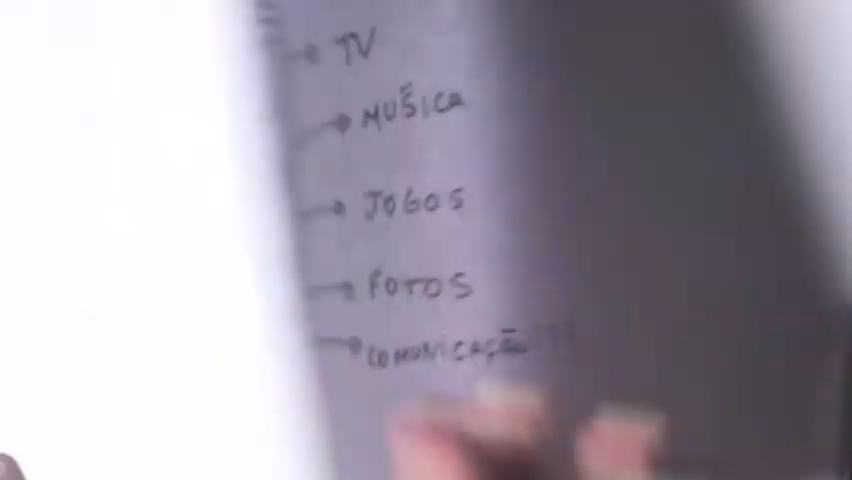 → TV
→ MÚSICA
→ JOGOS
→ FOTOS
→ COMUNICAÇÃO!!!